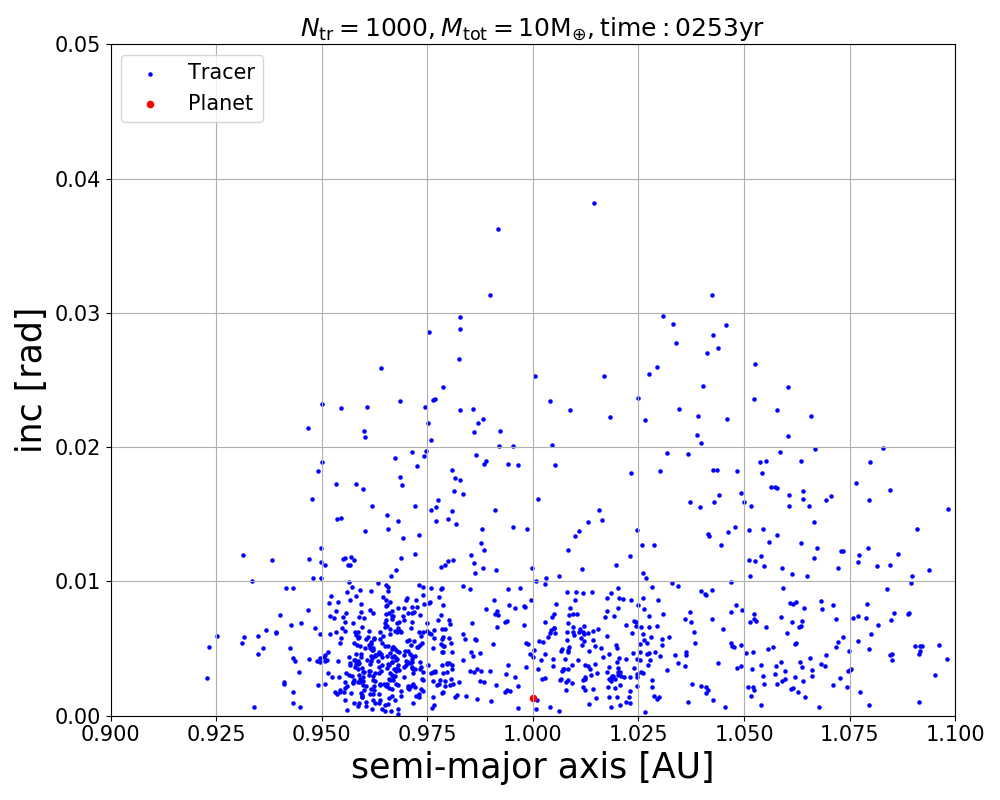 N_tr = 1000, M_tot = 10M_⊕, time : 0253yr
0.05
Tracer
Planet
0.04
0.03
inc [rad]
0.02
0.01
0.00
0.900 0.925 0.950 0.975 1.000 1.025 1.050 1.075 1.100
semi-major axis [AU]